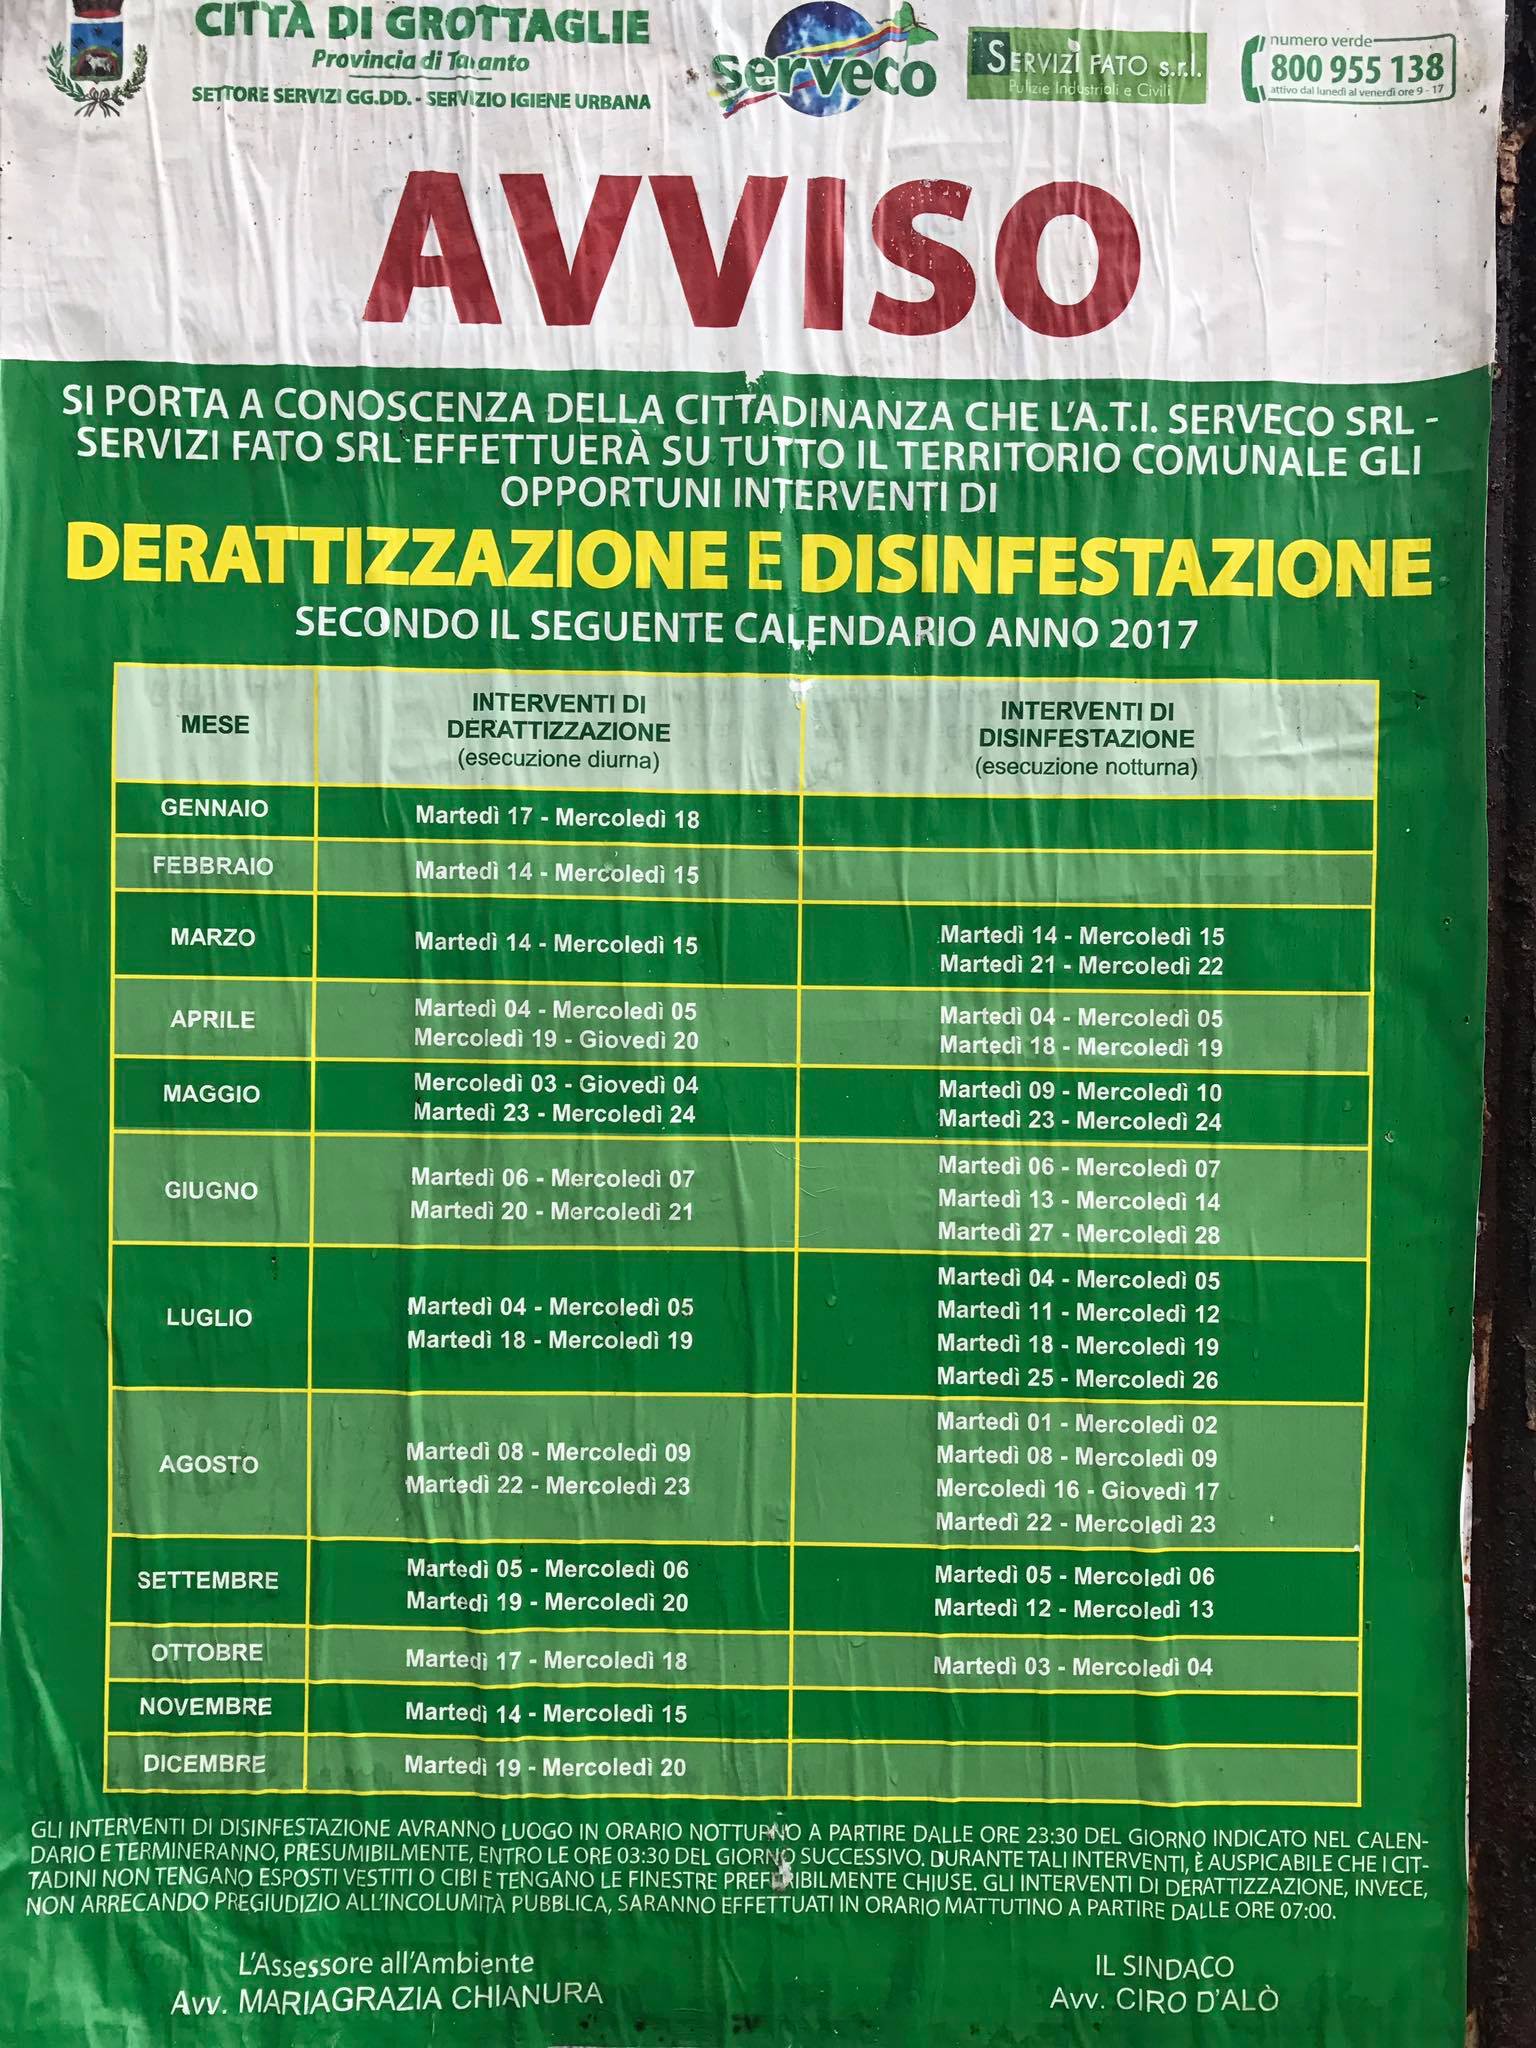 CITTÀ DI GROTTAGLIE
Provincia di Taranto
SETTORE SERVIZI GG.DD. - SERVIZIO IGIENE URBANA
serveco
SERVIZI FATO s.r.l.
Pulizie Industriali e Civili
numero verde
800 955 138
attivo dal lunedì al venerdì ore 9 - 17
AVVISO
SI PORTA A CONOSCENZA DELLA CITTADINANZA CHE L'A.T.I. SERVECO SRL -
SERVIZI FATO SRL EFFETTUERÀ SU TUTTO IL TERRITORIO COMUNALE GLI
OPPORTUNI INTERVENTI DI
DERATTIZZAZIONE E DISINFESTAZIONE
SECONDO IL SEGUENTE CALENDARIO ANNO 2017
MESE
INTERVENTI DI
DERATTIZZAZIONE
(esecuzione diurna)
INTERVENTI DI
DISINFESTAZIONE
(esecuzione notturna)
GENNAIO
Martedì 17 - Mercoledì 18
FEBBRAIO
Martedì 14 - Mercoledì 15
MARZO
Martedì 14 - Mercoledì 15
Martedì 14 - Mercoledì 15
Martedì 21 - Mercoledì 22
APRILE
Martedì 04 - Mercoledì 05
Mercoledì 19 - Giovedì 20
Martedì 04 - Mercoledì 05
Martedì 18 - Mercoledì 19
MAGGIO
Mercoledì 03 - Giovedì 04
Martedì 23 - Mercoledì 24
Martedì 09 - Mercoledì 10
Martedì 23 - Mercoledì 24
GIUGNO
Martedì 06 - Mercoledì 07
Martedì 20 - Mercoledì 21
Martedì 06 - Mercoledì 07
Martedì 13 - Mercoledì 14
Martedì 27 - Mercoledì 28
LUGLIO
Martedì 04 - Mercoledì 05
Martedì 18 - Mercoledì 19
Martedì 04 - Mercoledì 05
Martedì 11 - Mercoledì 12
Martedì 18 - Mercoledì 19
Martedì 25 - Mercoledì 26
AGOSTO
Martedì 08 - Mercoledì 09
Martedì 22 - Mercoledì 23
Martedì 01 - Mercoledì 02
Martedì 08 - Mercoledì 09
Mercoledì 16 - Giovedì 17
Martedì 22 - Mercoledì 23
SETTEMBRE
Martedì 05 - Mercoledì 06
Martedì 19 - Mercoledì 20
Martedì 05 - Mercoledì 06
Martedì 12 - Mercoledì 13
OTTOBRE
Martedì 17 - Mercoledì 18
Martedì 03 - Mercoledì 04
NOVEMBRE
Martedì 14 - Mercoledì 15
DICEMBRE
Martedì 19 - Mercoledì 20
GLI INTERVENTI DI DISINFESTAZIONE AVRANNO LUOGO IN ORARIO NOTTURNO A PARTIRE DALLE ORE 23:30 DEL GIORNO INDICATO NEL CALEN-
DARIO E TERMINERANNO, PRESUMIBILMENTE, ENTRO LE ORE 03:30 DEL GIORNO SUCCESSIVO. DURANTE TALI INTERVENTI, È AUSPICABILE CHE I CIT-
TADINI NON TENGANO ESPOSTI VESTITI O CIBI E TENGANO LE FINESTRE PREFERIBILMENTE CHIUSE. GLI INTERVENTI DI DERATTIZZAZIONE, INVECE,
NON ARRECANDO PREGIUDIZIO ALL'INCOLUMITÀ PUBBLICA, SARANNO EFFETTUATI IN ORARIO MATTUTINO A PARTIRE DALLE ORE 07:00.
L'Assessore all'Ambiente
Avv. MARIAGRAZIA CHIANURA
IL SINDACO
Avv. CIRO D'ALÒ